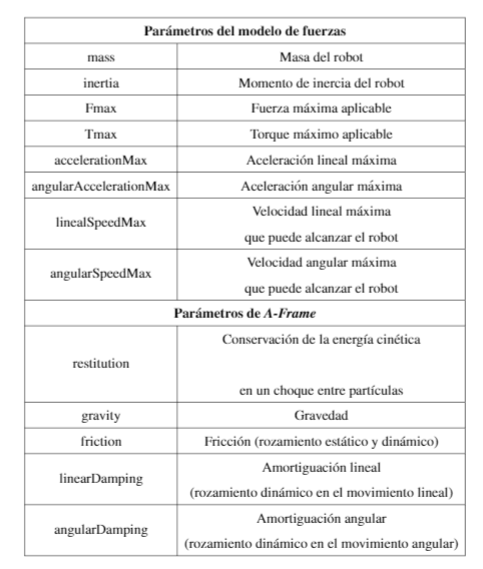 Parámetros del modelo de fuerzas
mass Masa del robot
inertia Momento de inercia del robot
Fmax Fuerza máxima aplicable
Tmax Torque máximo aplicable
accelerationMax Aceleración lineal máxima
angularAccelerationMax Aceleración angular máxima
linealSpeedMax Velocidad lineal máxima
que puede alcanzar el robot
angularSpeedMax Velocidad angular máxima
que puede alcanzar el robot
Parámetros de A-Frame
restitution Conservación de la energía cinética
en un choque entre partículas
gravity Gravedad
friction Fricción (rozamiento estático y dinámico)
linearDamping Amortiguación lineal
(rozamiento dinámico en el movimiento lineal)
angularDamping Amortiguación angular
(rozamiento dinámico en el movimiento angular)